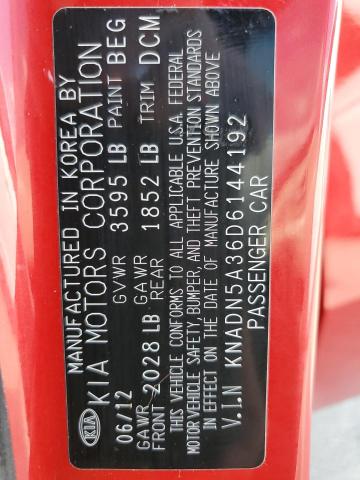 MANUFACTURED IN KOREA BY
KIA KIA MOTORS CORPORATION
06/12 GVWR 3595 LB PAINT BEG
GAWR FRONT 2028 LB GAWR REAR 1852 LB TRIM DCM
THIS VEHICLE CONFORMS TO ALL APPLICABLE U.S.A. FEDERAL
MOTOR VEHICLE SAFETY, BUMPER, AND THEFT PREVENTION STANDARDS
IN EFFECT ON THE DATE OF MANUFACTURE SHOWN ABOVE
V.I.N KNADN5A36D6144192
PASSENGER CAR